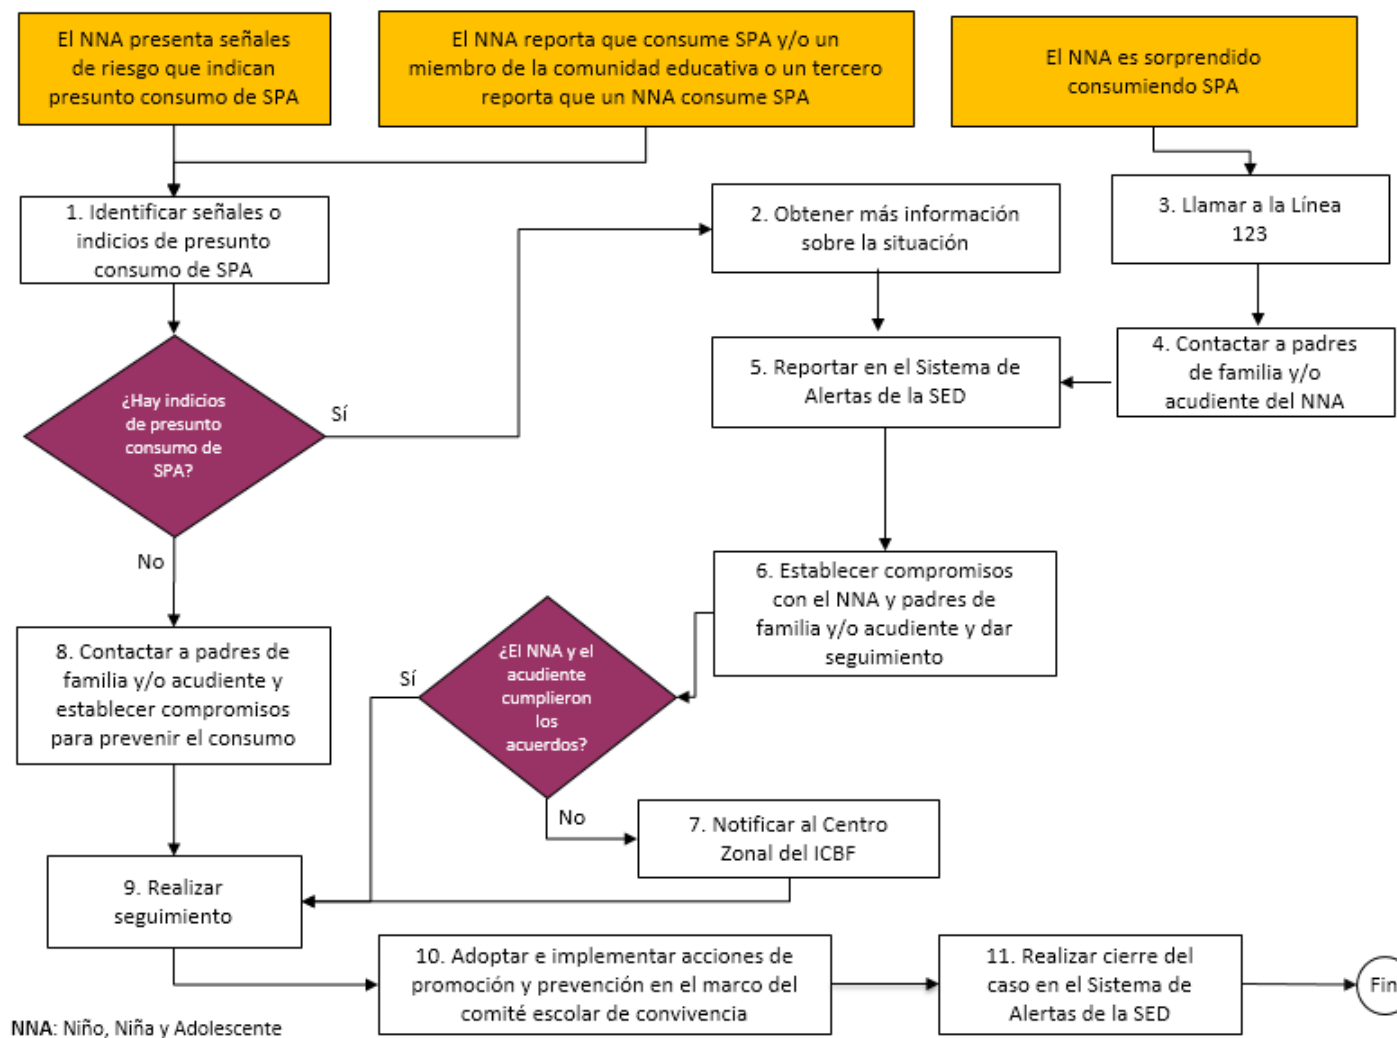 El NNA presenta señales
de riesgo que indican
presunto consumo de SPA
El NNA reporta que consume SPA y/o un
miembro de la comunidad educativa o un tercero
reporta que un NNA consume SPA
El NNA es sorprendido
consumiendo SPA
1. Identificar señales o
indicios de presunto
consumo de SPA
2. Obtener más información
sobre la situación
3. Llamar a la Línea
123
¿Hay indicios
de presunto
consumo de
SPA?
Sí
5. Reportar en el Sistema de
Alertas de la SED
4. Contactar a padres
de familia y/o
acudiente del NNA
No
6. Establecer compromisos
con el NNA y padres de
familia y/o acudiente y dar
seguimiento
8. Contactar a padres de
familia y/o acudiente y
establecer compromisos
para prevenir el consumo
Sí
¿El NNA y el
acudiente
cumplieron
los
acuerdos?
No
7. Notificar al Centro
Zonal del ICBF
9. Realizar
seguimiento
10. Adoptar e implementar acciones de
promoción y prevención en el marco del
comité escolar de convivencia
11. Realizar cierre del
caso en el Sistema de
Alertas de la SED
Fin
NNA: Niño, Niña y Adolescente